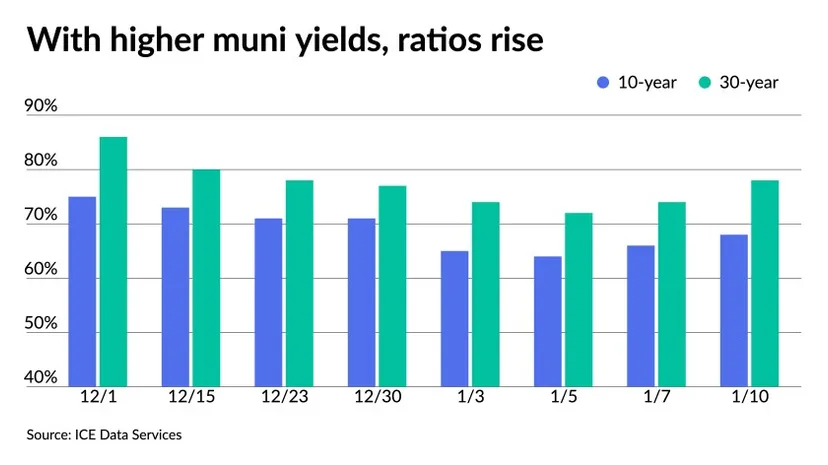 With higher muni yields, ratios rise
10-year 30-year
90%
80%
70%
60%
50%
40%
12/1 12/15 12/23 12/30 1/3 1/5 1/7 1/10
Source: ICE Data Services